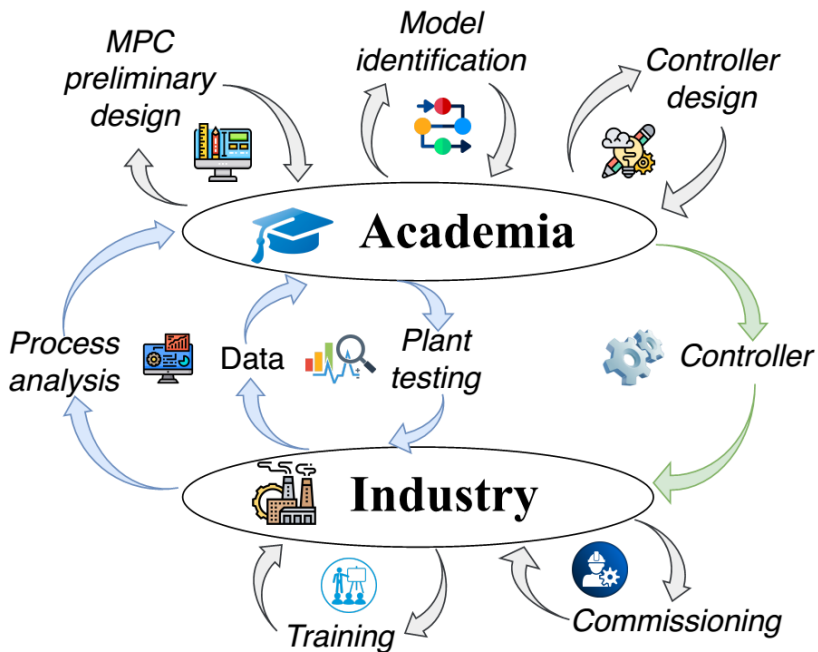 MPC
preliminary
design
Model
identification
Controller
design
Academia
Process
analysis
Data
Plant
testing
Controller
Industry
Training
Commissioning